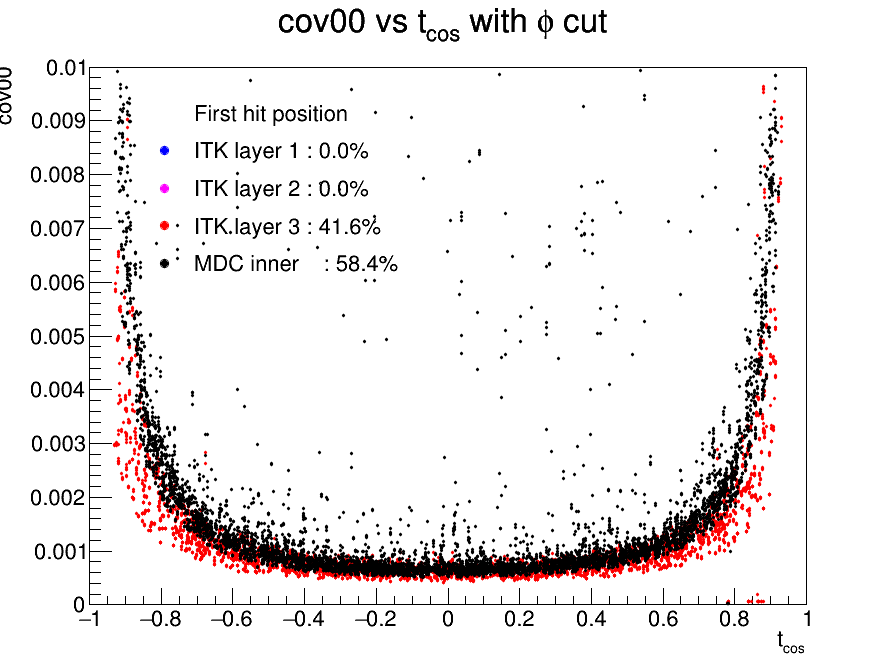 cov00 vs t_cos with ϕ cut
cov00
0.01
0.009
0.008
0.007
0.006
0.005
0.004
0.003
0.002
0.001
0
First hit position
ITK layer 1 : 0.0%
ITK layer 2 : 0.0%
ITK layer 3 : 41.6%
MDC inner : 58.4%
−1 −0.8 −0.6 −0.4 −0.2 0 0.2 0.4 0.6 0.8 1
t_cos